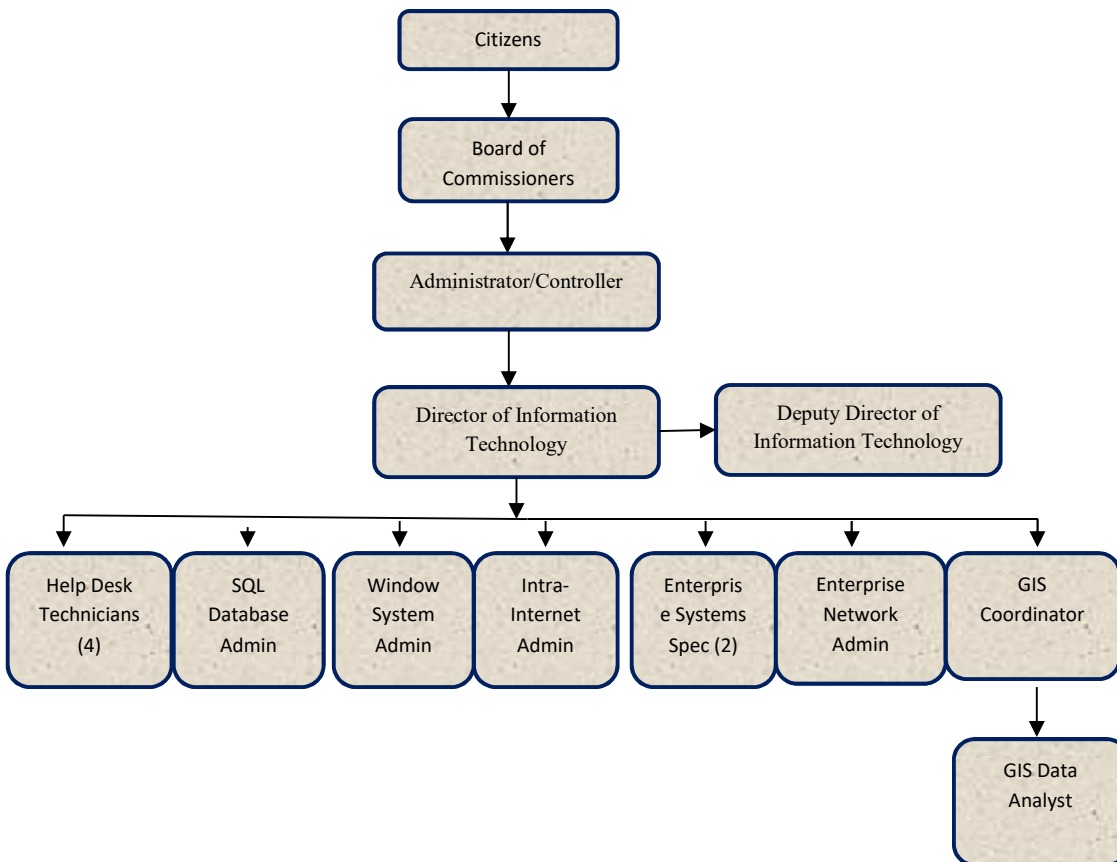 Citizens
Board of
Commissioners
Administrator/Controller
Director of Information
Technology
Deputy Director of
Information Technology
Help Desk
Technicians
(4)
SQL
Database
Admin
Window
System
Admin
Intra-
Internet
Admin
Enterpris
e Systems
Spec (2)
Enterprise
Network
Admin
GIS
Coordinator
GIS Data
Analyst